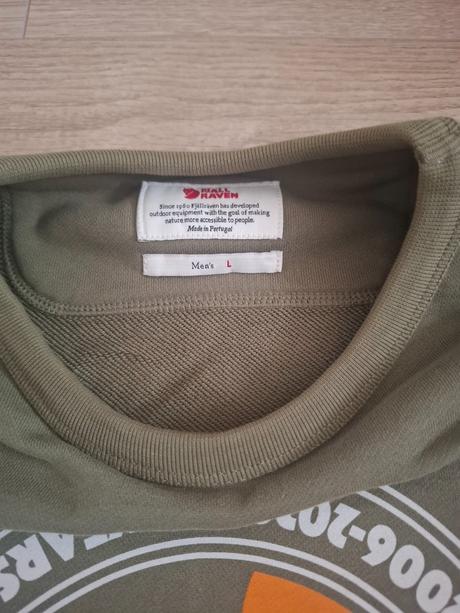 FJÄLL
RÄVEN
Since 1960 Fjällräven has developed
outdoor equipment with the goal of making
nature more accessible to people.
Made in Portugal
Men's L
YEARS